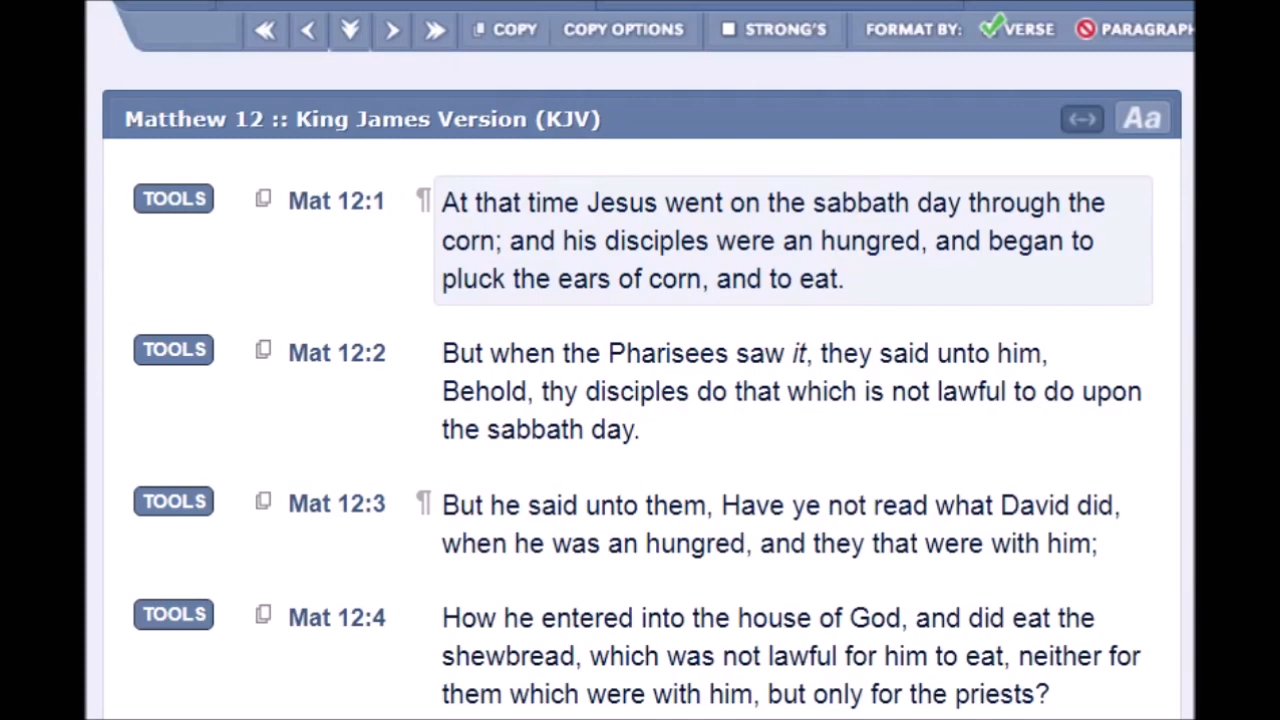 COPY COPY OPTIONS STRONG'S FORMAT BY: VERSE PARAGRAPH
Matthew 12 :: King James Version (KJV) Aa
TOOLS Mat 12:1 ¶ At that time Jesus went on the sabbath day through the
corn; and his disciples were an hungred, and began to
pluck the ears of corn, and to eat.
TOOLS Mat 12:2 But when the Pharisees saw it, they said unto him,
Behold, thy disciples do that which is not lawful to do upon
the sabbath day.
TOOLS Mat 12:3 ¶ But he said unto them, Have ye not read what David did,
when he was an hungred, and they that were with him;
TOOLS Mat 12:4 How he entered into the house of God, and did eat the
shewbread, which was not lawful for him to eat, neither for
them which were with him, but only for the priests?